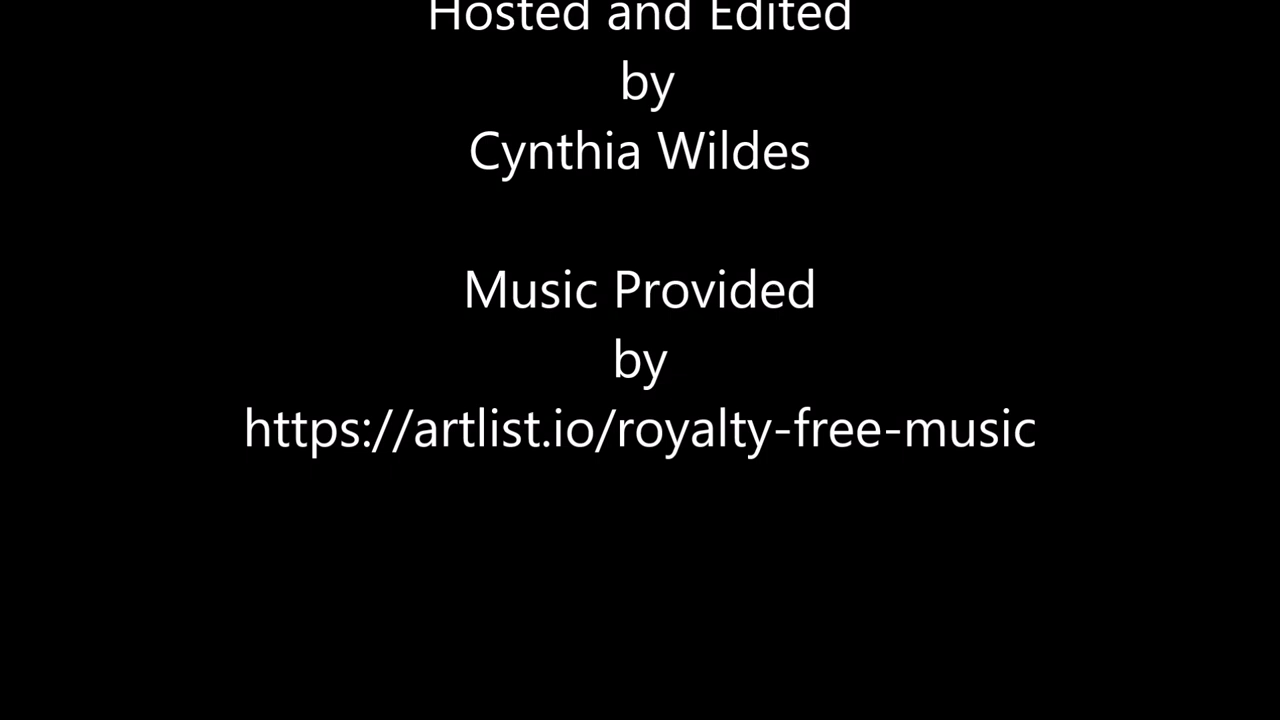 Hosted and Edited
by
Cynthia Wildes
Music Provided
by
https://artlist.io/royalty-free-music